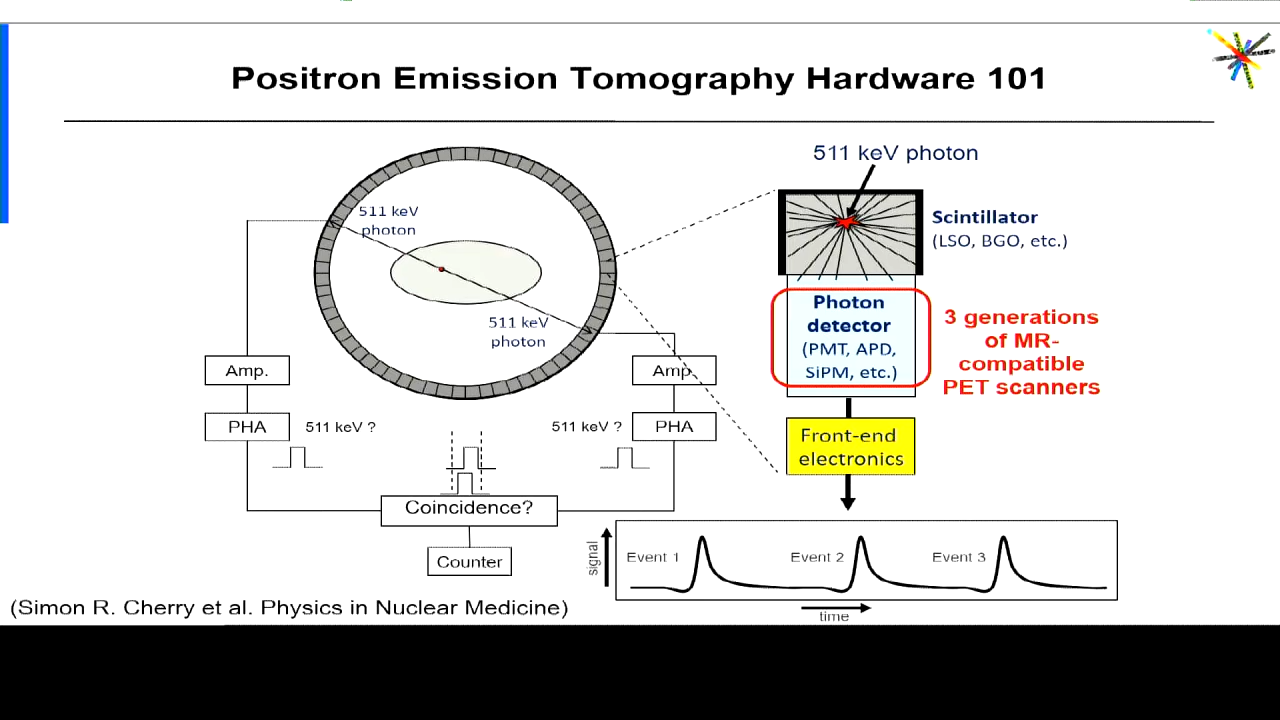 Positron Emission Tomography Hardware 101
511 keV
photon
511 keV
photon
Amp.
Amp.
PHA
511 keV ?
511 keV ?
PHA
Coincidence?
Counter
511 keV photon
Scintillator
(LSO, BGO, etc.)
Photon
detector
(PMT, APD,
SiPM, etc.)
3 generations
of MR-
compatible
PET scanners
Front-end
electronics
signal
Event 1
Event 2
Event 3
time
(Simon R. Cherry et al. Physics in Nuclear Medicine)